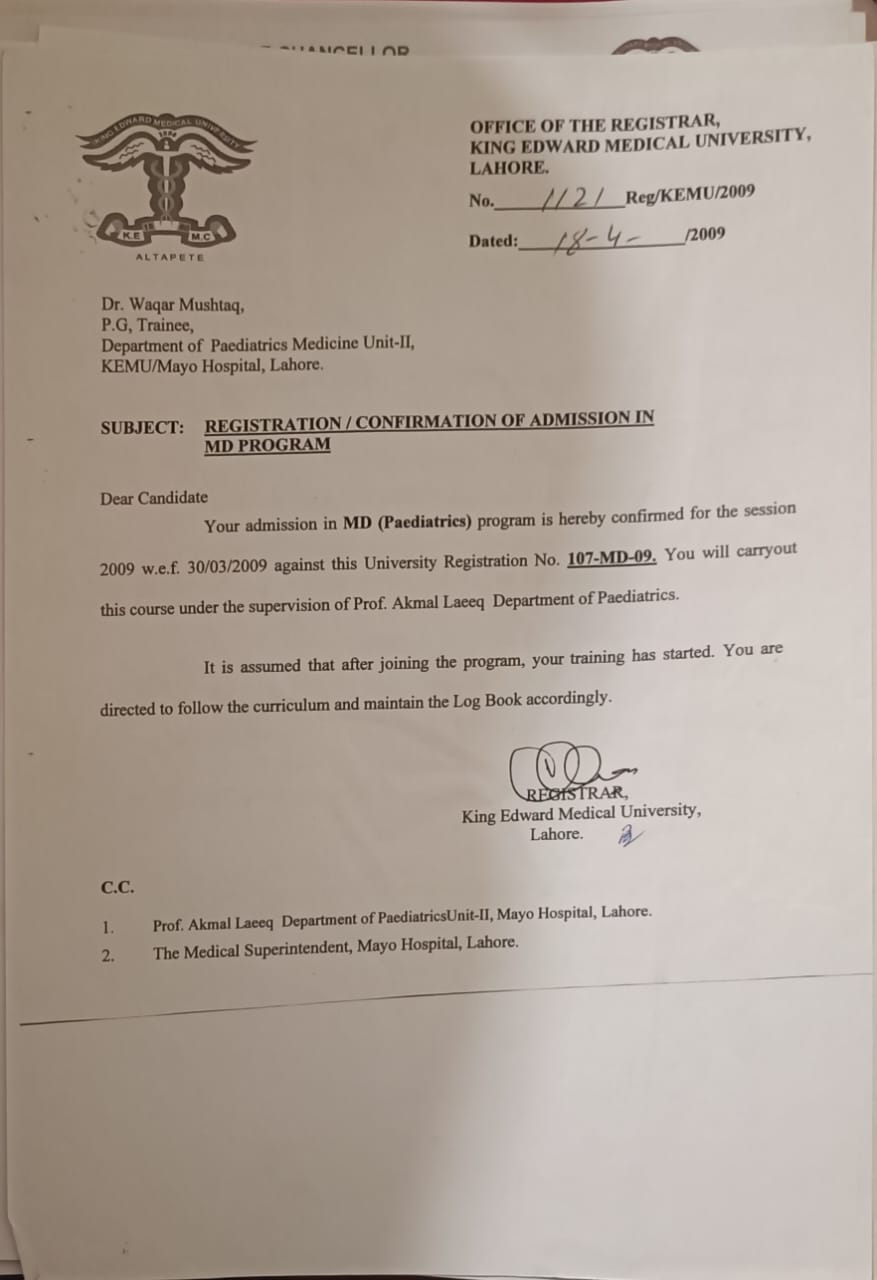 KING EDWARD MEDICAL UNIVERSITY
K.E M.C
ALTAPETE
OFFICE OF THE REGISTRAR,
KING EDWARD MEDICAL UNIVERSITY,
LAHORE.
No. 1121 Reg/KEMU/2009
Dated: 18-4- /2009
Dr. Waqar Mushtaq,
P.G, Trainee,
Department of Paediatrics Medicine Unit-II,
KEMU/Mayo Hospital, Lahore.
SUBJECT: REGISTRATION / CONFIRMATION OF ADMISSION IN
MD PROGRAM
Dear Candidate
Your admission in MD (Paediatrics) program is hereby confirmed for the session
2009 w.e.f. 30/03/2009 against this University Registration No. 107-MD-09. You will carryout
this course under the supervision of Prof. Akmal Laeeq Department of Paediatrics.
It is assumed that after joining the program, your training has started. You are
directed to follow the curriculum and maintain the Log Book accordingly.
REGISTRAR,
King Edward Medical University,
Lahore.
C.C.
1. Prof. Akmal Laeeq Department of PaediatricsUnit-II, Mayo Hospital, Lahore.
2. The Medical Superintendent, Mayo Hospital, Lahore.